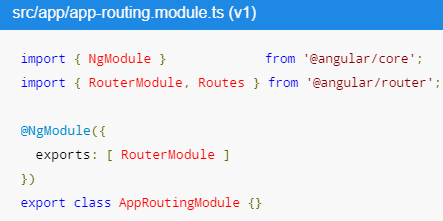 src/app/app-routing.module.ts (v1)
import { NgModule }             from '@angular/core';
import { RouterModule, Routes } from '@angular/router';
@NgModule({
  exports: [ RouterModule ]
})
export class AppRoutingModule {}